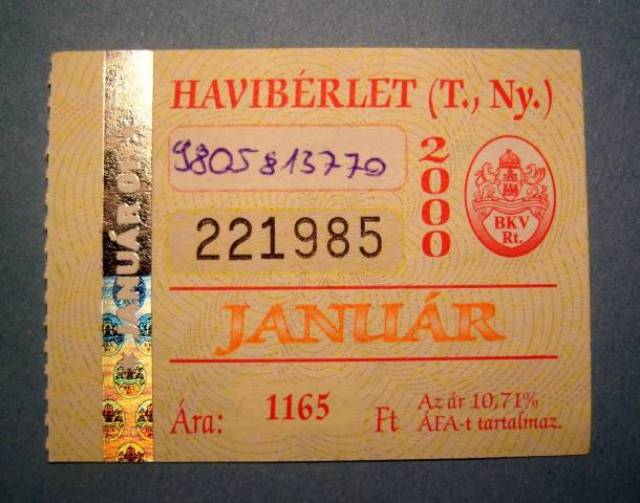 HAVIBÉRLET (T., Ny.)
9805813770
2000
BKV
Rt.
221985
JANUÁR
Ára: 1165 Ft
Az ár 10,71%
ÁFA-t tartalmaz.
JANUÁR